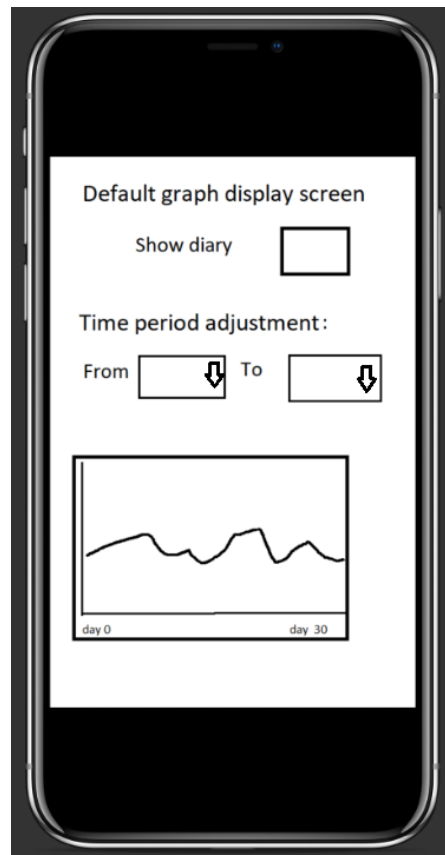 Default graph display screen
Show diary
Time period adjustment:
From To
day 0 day 30